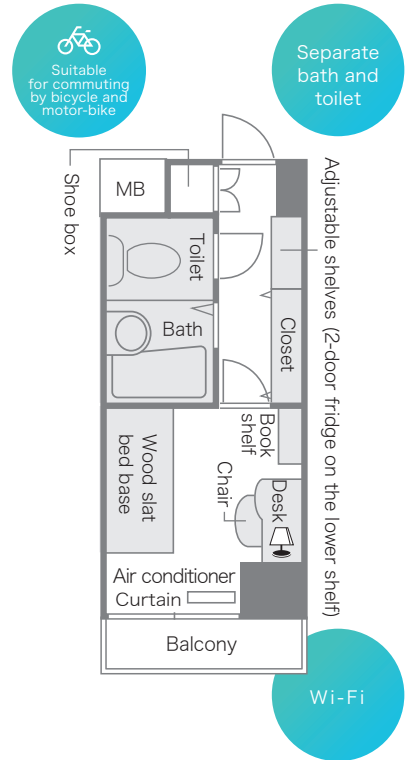 Suitable
for commuting
by bicycle and
motor-bike
Separate
bath and
toilet
MB
Shoe box
Adjustable shelves (2-door fridge on the lower shelf)
Toilet
Bath
Closet
Book
shelf
Wood slat
bed base
Chair
Desk
Air conditioner
Curtain
Balcony
Wi-Fi